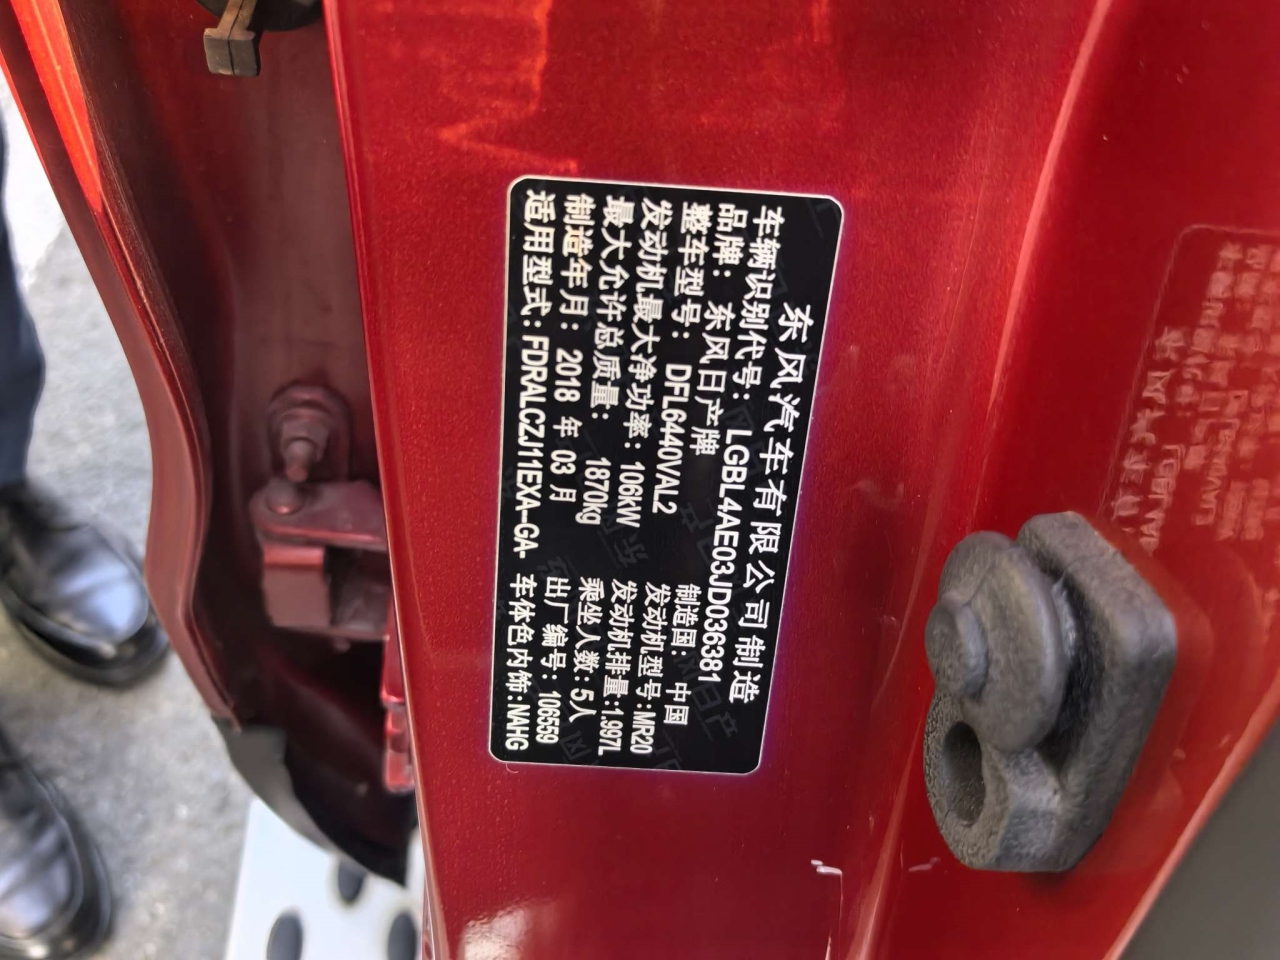 东风汽车有限公司制造
车辆识别代号: LGBL4AE03JD036381
品牌: 东风日产牌 制造国: 中国
整车型号: DFL6440VAL2 发动机型号: MR20
发动机最大净功率: 106kW 发动机排量: 1.997L
最大允许总质量: 1870kg 乘坐人数: 5人
制造年月: 2018 年 03 月 出厂编号: 106559
适用型式: FDRALCZJ11EXA-GA- 车体色内饰: NAHG